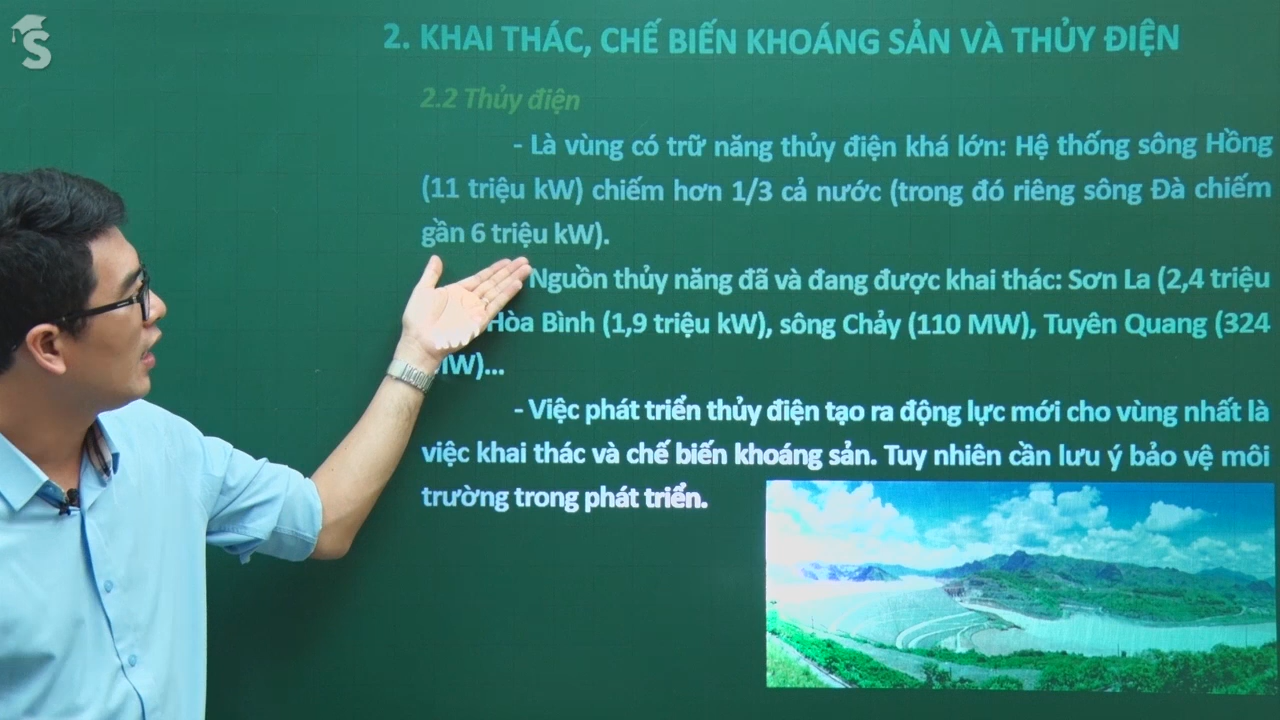 S
2. KHAI THÁC, CHẾ BIẾN KHOÁNG SẢN VÀ THỦY ĐIỆN
2.2 Thủy điện
- Là vùng có trữ năng thủy điện khá lớn: Hệ thống sông Hồng
(11 triệu kW) chiếm hơn 1/3 cả nước (trong đó riêng sông Đà chiếm
gần 6 triệu kW).
Nguồn thủy năng đã và đang được khai thác: Sơn La (2,4 triệu
Hòa Bình (1,9 triệu kW), sông Chảy (110 MW), Tuyên Quang (324
MW)...
- Việc phát triển thủy điện tạo ra động lực mới cho vùng nhất là
việc khai thác và chế biến khoáng sản. Tuy nhiên cần lưu ý bảo vệ môi
trường trong phát triển.